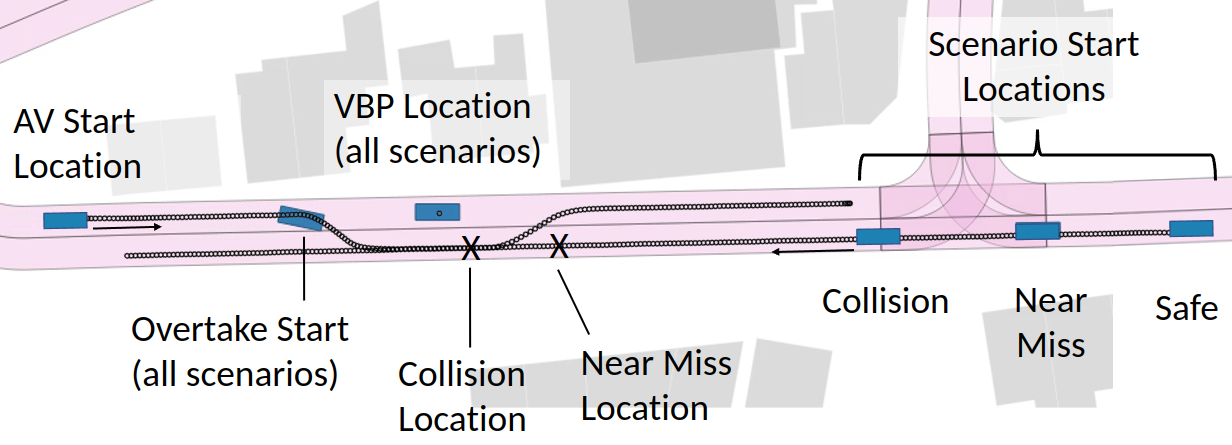 Scenario Start
Locations
AV Start
Location
VBP Location
(all scenarios)
X
X
Overtake Start
(all scenarios)
Collision
Location
Near Miss
Location
Collision
Near
Miss
Safe